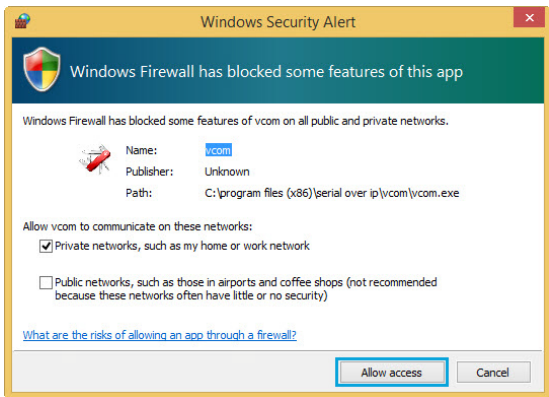 Windows Security Alert
Windows Firewall has blocked some features of this app
Windows Firewall has blocked some features of vcom on all public and private networks.
Name: vcom
Publisher: Unknown
Path: C:\program files (x86)\serial over ip\vcom\vcom.exe
Allow vcom to communicate on these networks:
Private networks, such as my home or work network
Public networks, such as those in airports and coffee shops (not recommended
because these networks often have little or no security)
What are the risks of allowing an app through a firewall?
Allow access Cancel